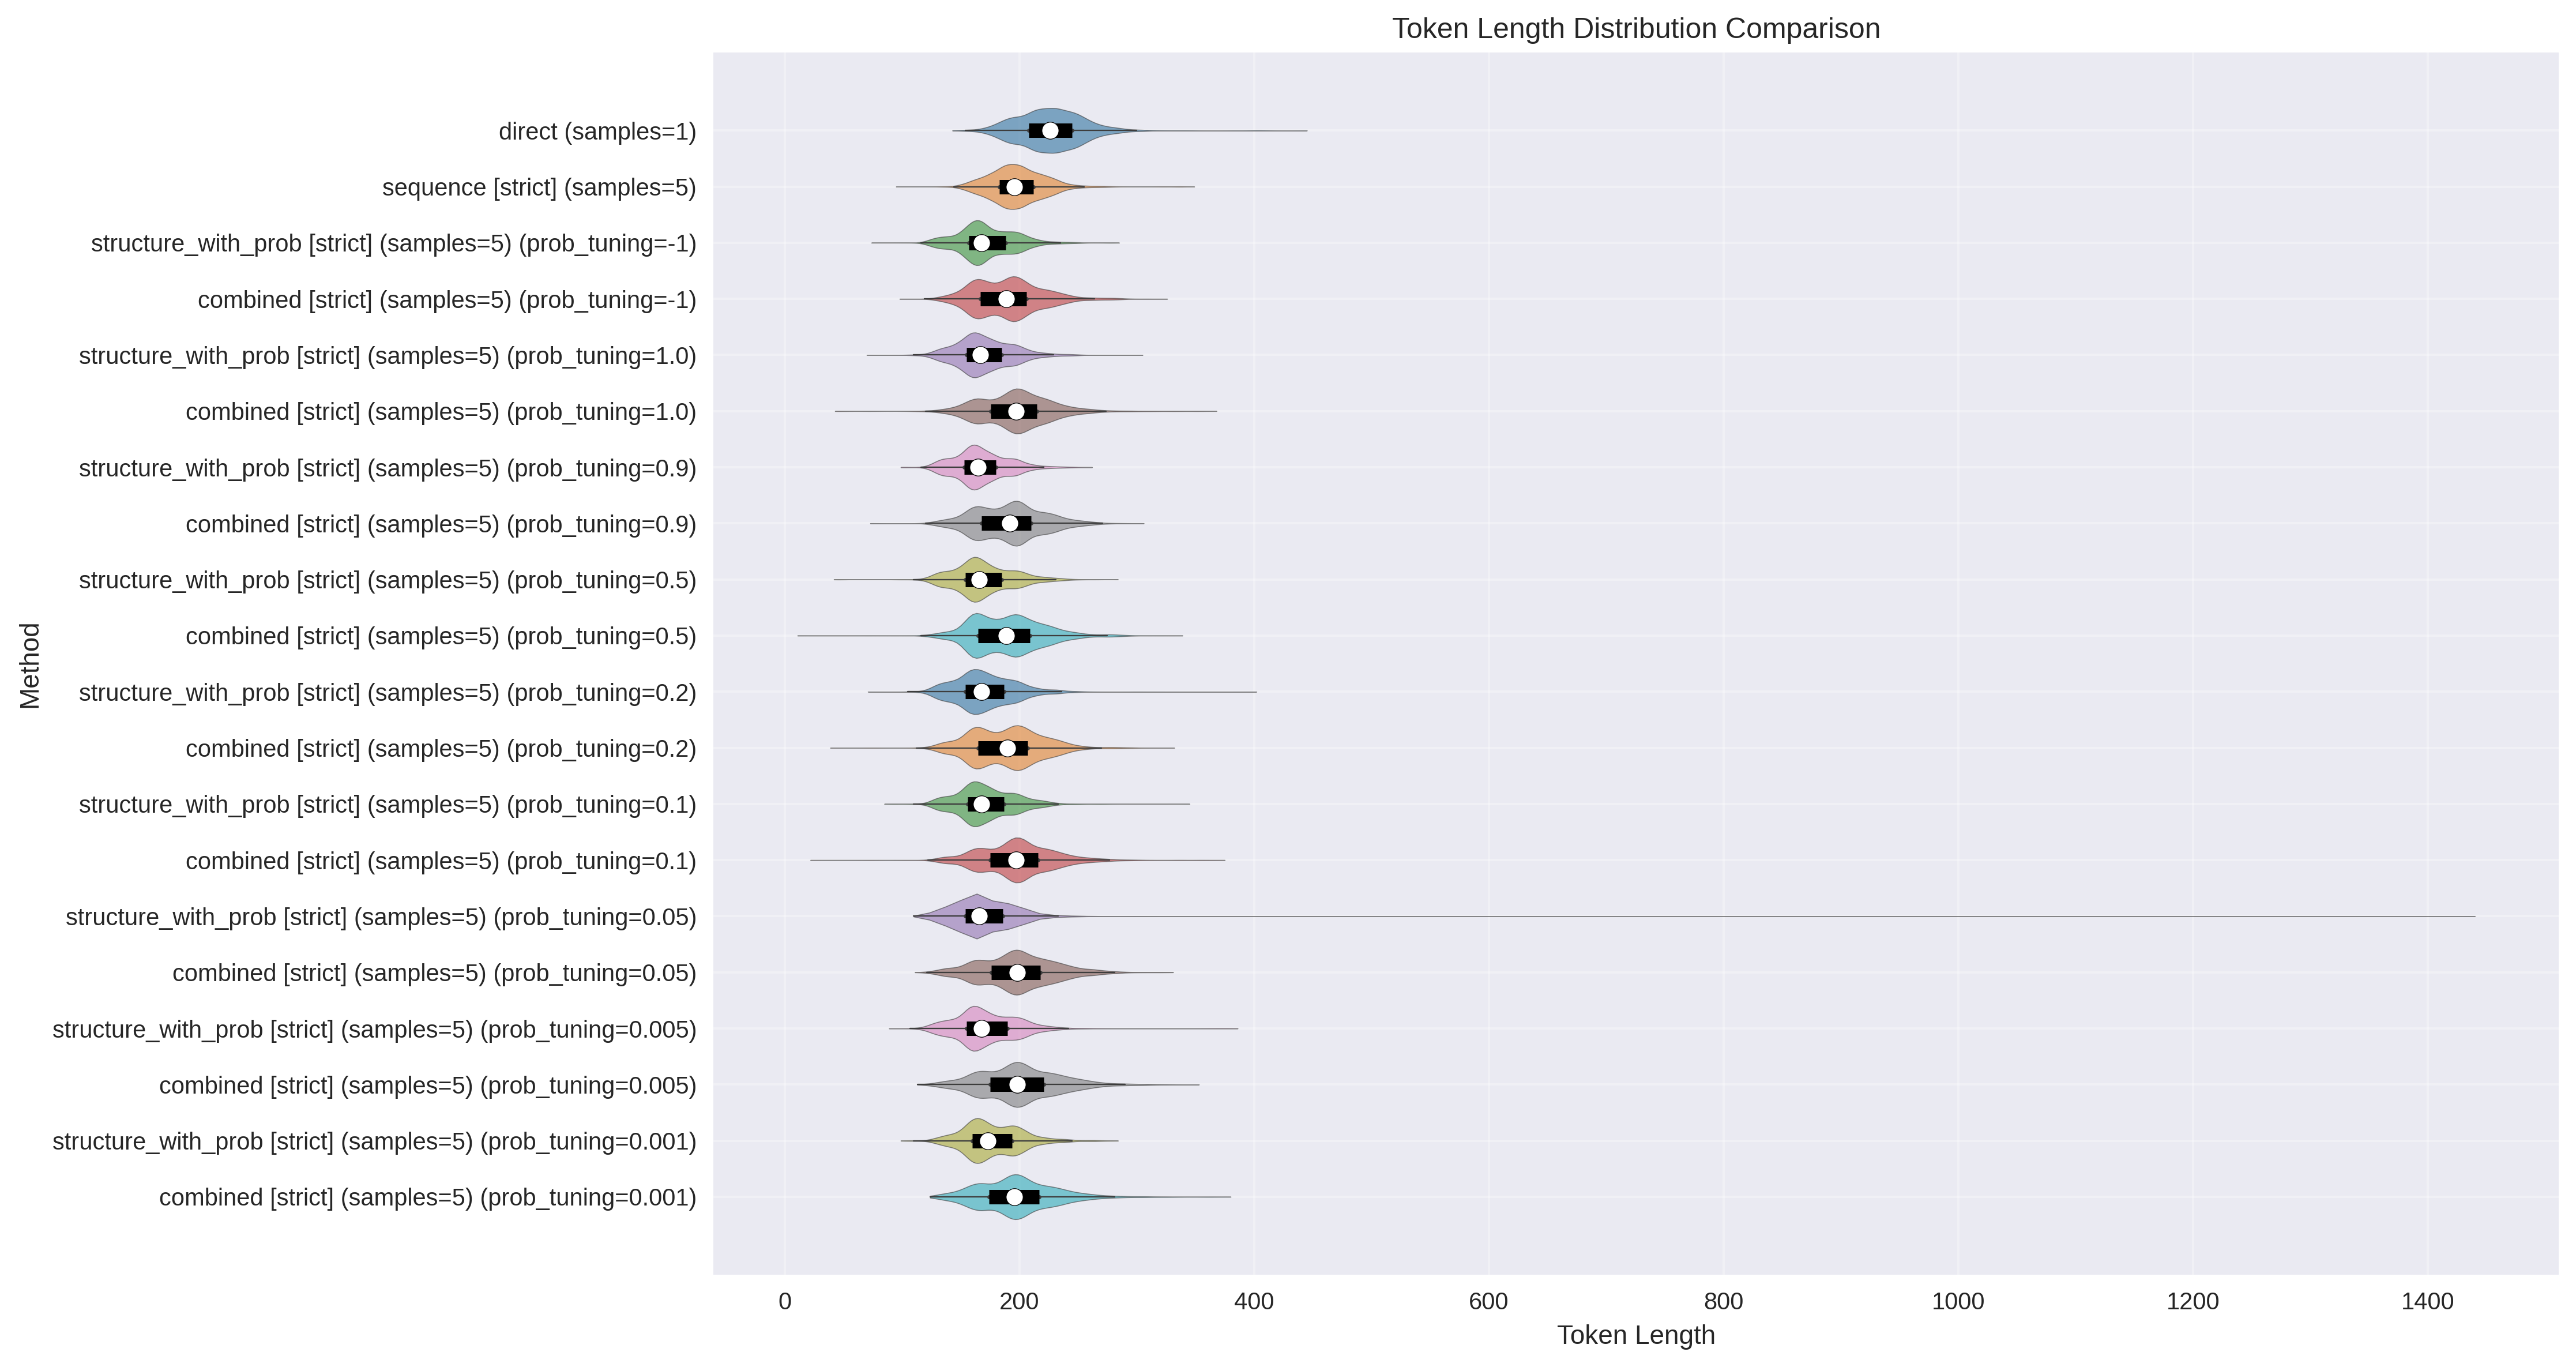 Token Length Distribution Comparison
direct (samples=1)
sequence [strict] (samples=5)
structure_with_prob [strict] (samples=5) (prob_tuning=-1)
combined [strict] (samples=5) (prob_tuning=-1)
structure_with_prob [strict] (samples=5) (prob_tuning=1.0)
combined [strict] (samples=5) (prob_tuning=1.0)
structure_with_prob [strict] (samples=5) (prob_tuning=0.9)
combined [strict] (samples=5) (prob_tuning=0.9)
structure_with_prob [strict] (samples=5) (prob_tuning=0.5)
combined [strict] (samples=5) (prob_tuning=0.5)
structure_with_prob [strict] (samples=5) (prob_tuning=0.2)
combined [strict] (samples=5) (prob_tuning=0.2)
structure_with_prob [strict] (samples=5) (prob_tuning=0.1)
combined [strict] (samples=5) (prob_tuning=0.1)
structure_with_prob [strict] (samples=5) (prob_tuning=0.05)
combined [strict] (samples=5) (prob_tuning=0.05)
structure_with_prob [strict] (samples=5) (prob_tuning=0.005)
combined [strict] (samples=5) (prob_tuning=0.005)
structure_with_prob [strict] (samples=5) (prob_tuning=0.001)
combined [strict] (samples=5) (prob_tuning=0.001)
Method
0 200 400 600 800 1000 1200 1400
Token Length